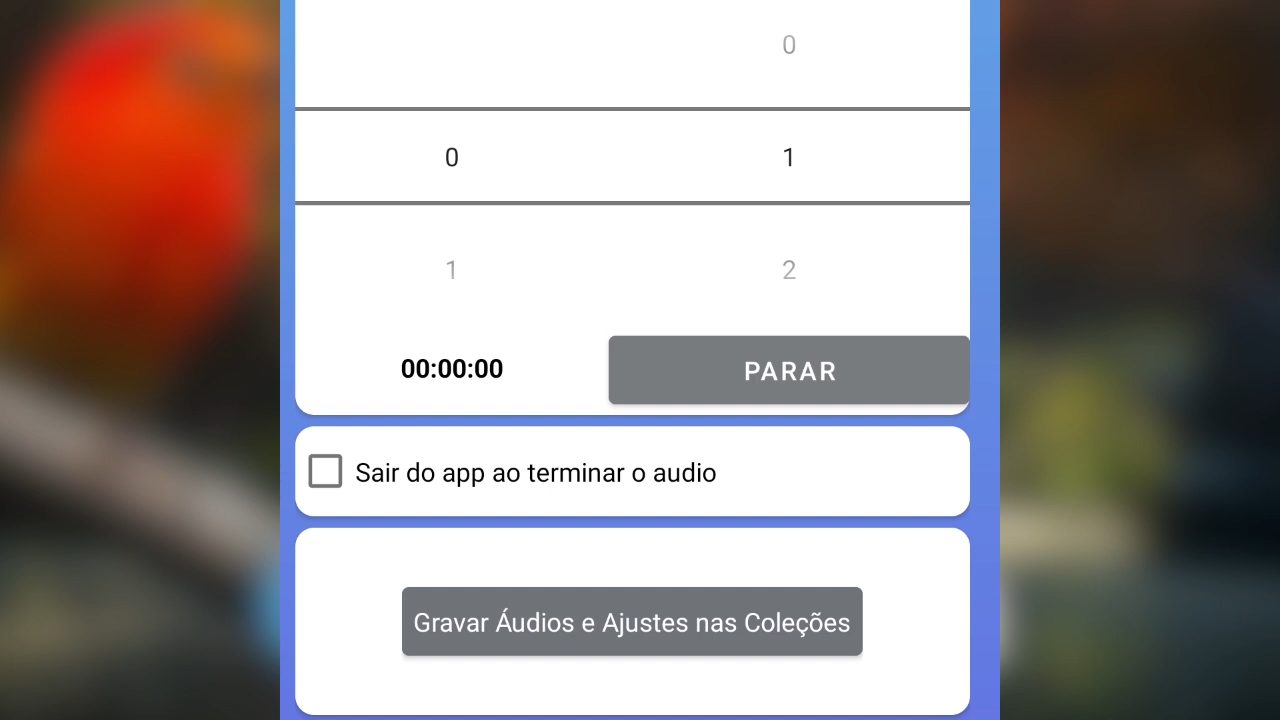 0
0 1
1 2
00:00:00 PARAR
Sair do app ao terminar o audio
Gravar Áudios e Ajustes nas Coleções